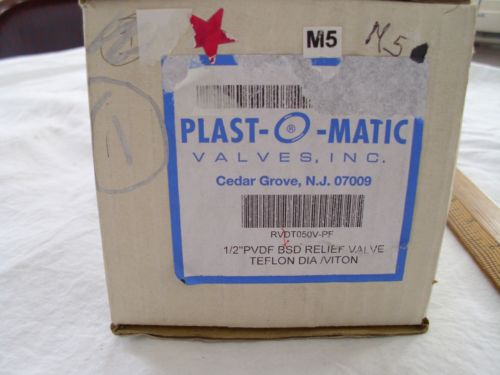 M5
M5
1
PLAST-O®-MATIC
VALVES, INC.
Cedar Grove, N.J. 07009
RVDT050V-PF
1/2"PVDF BSD RELIEF VALVE
TEFLON DIA /VITON